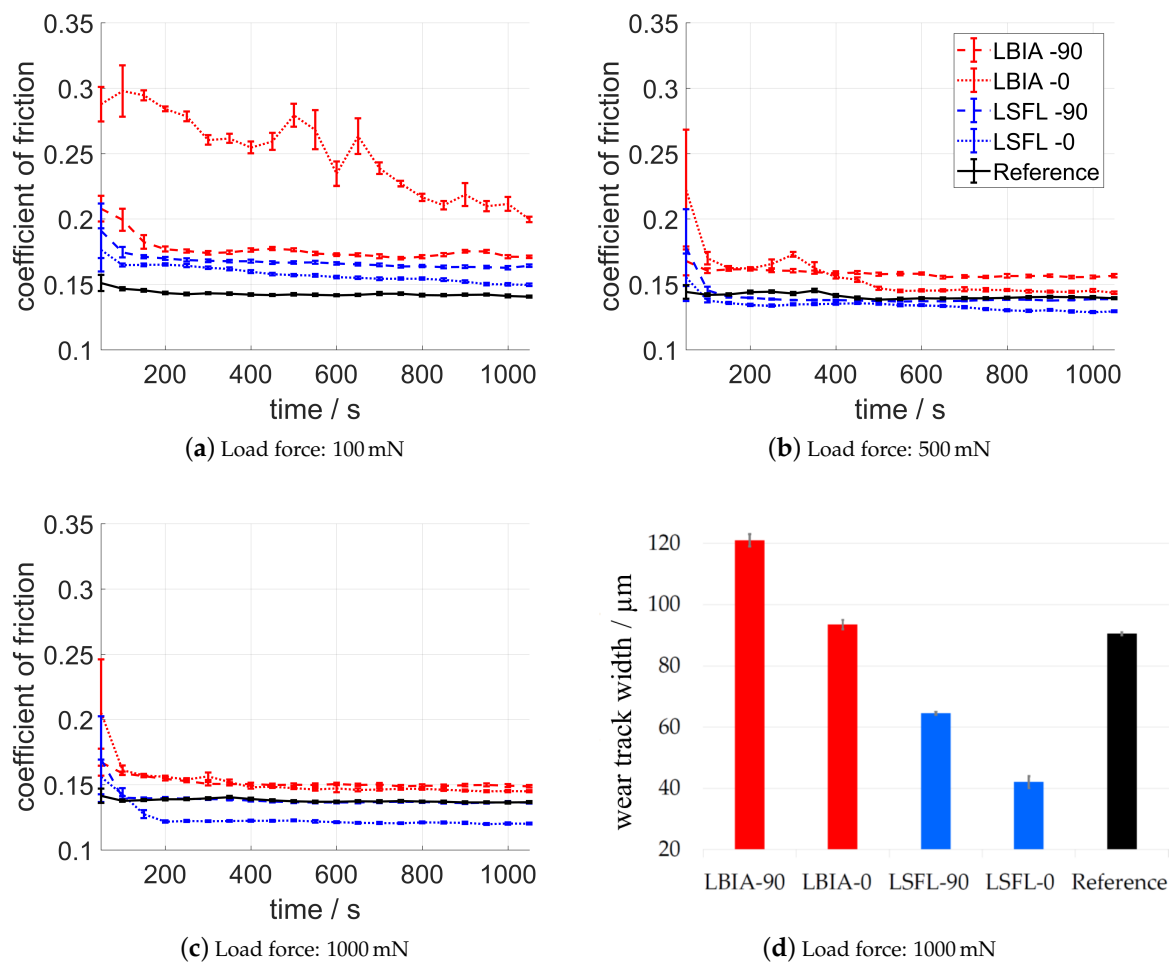 0.35
0.3
0.25
0.2
0.15
0.1
coefficient of friction
200 400 600 800 1000
time / s
(a) Load force: 100 mN
0.35
0.3
0.25
0.2
0.15
0.1
coefficient of friction
200 400 600 800 1000
time / s
LBIA -90
LBIA -0
LSFL -90
LSFL -0
Reference
(b) Load force: 500 mN
0.35
0.3
0.25
0.2
0.15
0.1
coefficient of friction
200 400 600 800 1000
time / s
(c) Load force: 1000 mN
120
100
80
60
40
20
wear track width / μm
LBIA-90 LBIA-0 LSFL-90 LSFL-0 Reference
(d) Load force: 1000 mN